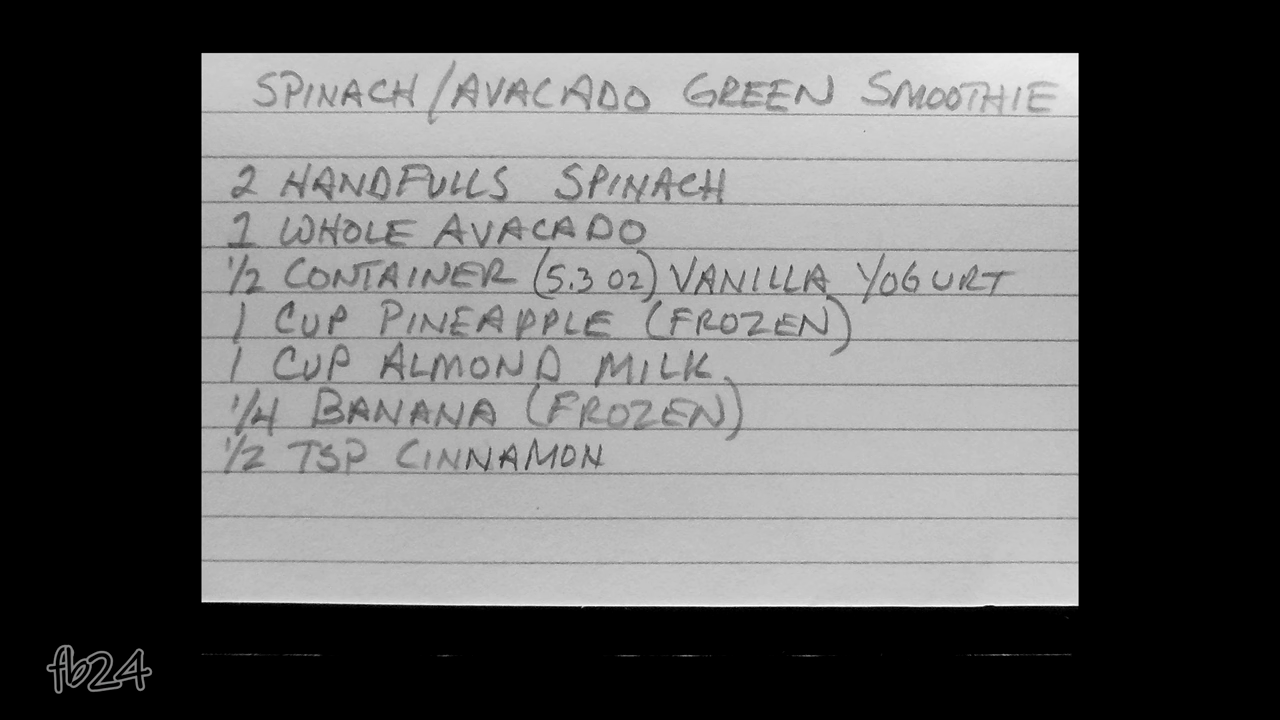 SPINACH/AVACADO GREEN SMOOTHIE
2 HANDFULLS SPINACH
1 WHOLE AVACADO
1/2 CONTAINER (5.3 OZ) VANILLA YOGURT
1 CUP PINEAPPLE (FROZEN)
1 CUP ALMOND MILK
1/4 BANANA (FROZEN)
1/2 TSP CINNAMON
fb24